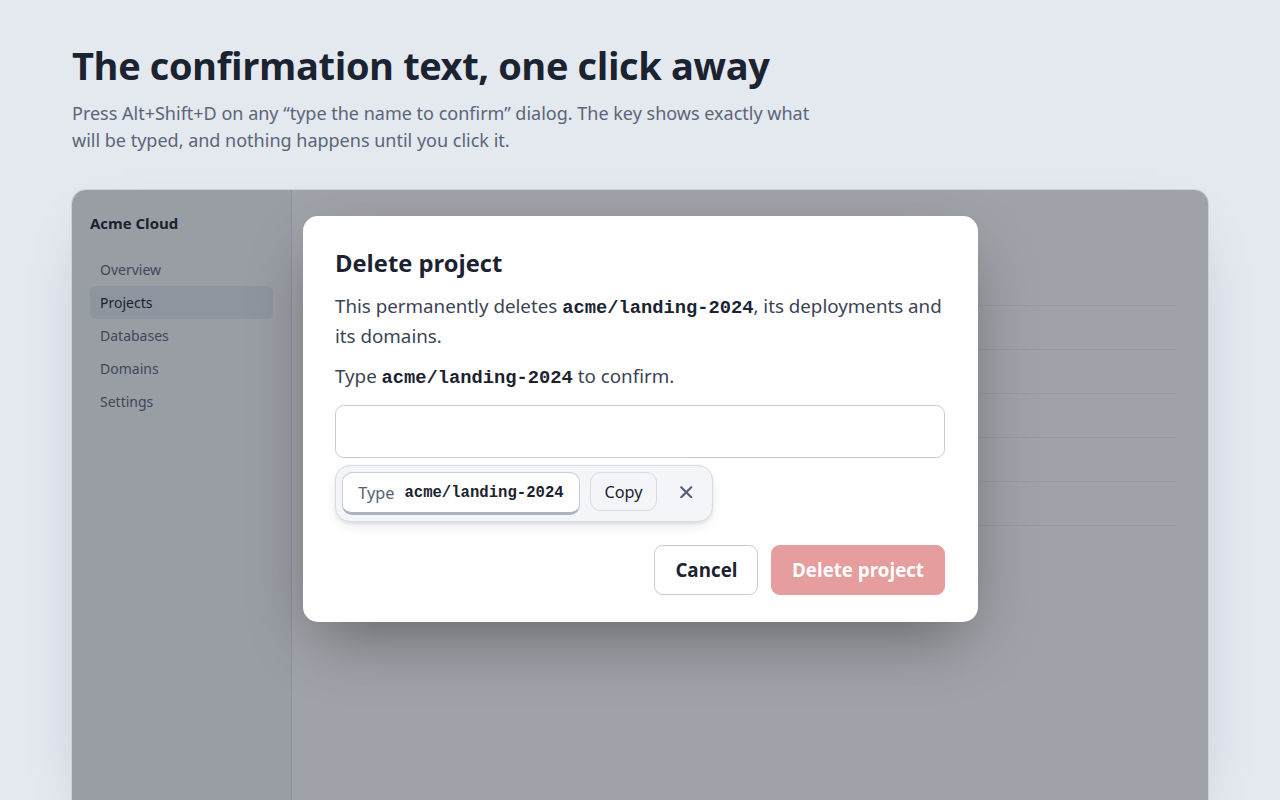 The confirmation text, one click away
Press Alt+Shift+D on any “type the name to confirm” dialog. The key shows exactly what
will be typed, and nothing happens until you click it.
Acme Cloud
Overview
Projects
Databases
Domains
Settings
Delete project
This permanently deletes acme/landing-2024, its deployments and
its domains.
Type acme/landing-2024 to confirm.
Type acme/landing-2024 Copy ✕
Cancel Delete project